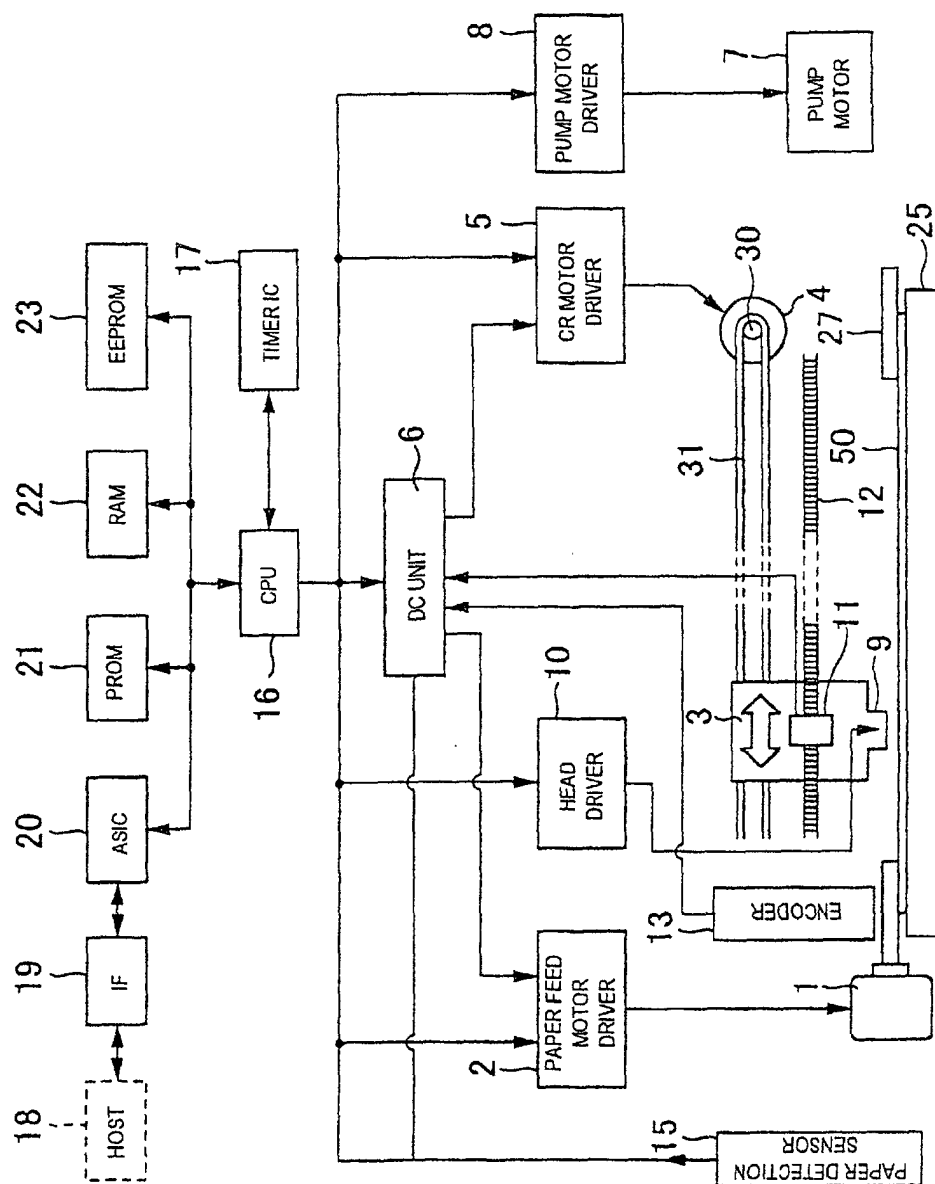 18
HOST
19
IF
20
ASIC
21
PROM
22
RAM
23
EEPROM
16
CPU
17
TIMER IC
6
DC UNIT
2
PAPER FEED
MOTOR
DRIVER
10
HEAD
DRIVER
5
CR MOTOR
DRIVER
8
PUMP MOTOR
DRIVER
7
PUMP
MOTOR
15
PAPER DETECTION
SENSOR
13
ENCODER
1
3
11
9
31
12
30
4
27
50
25